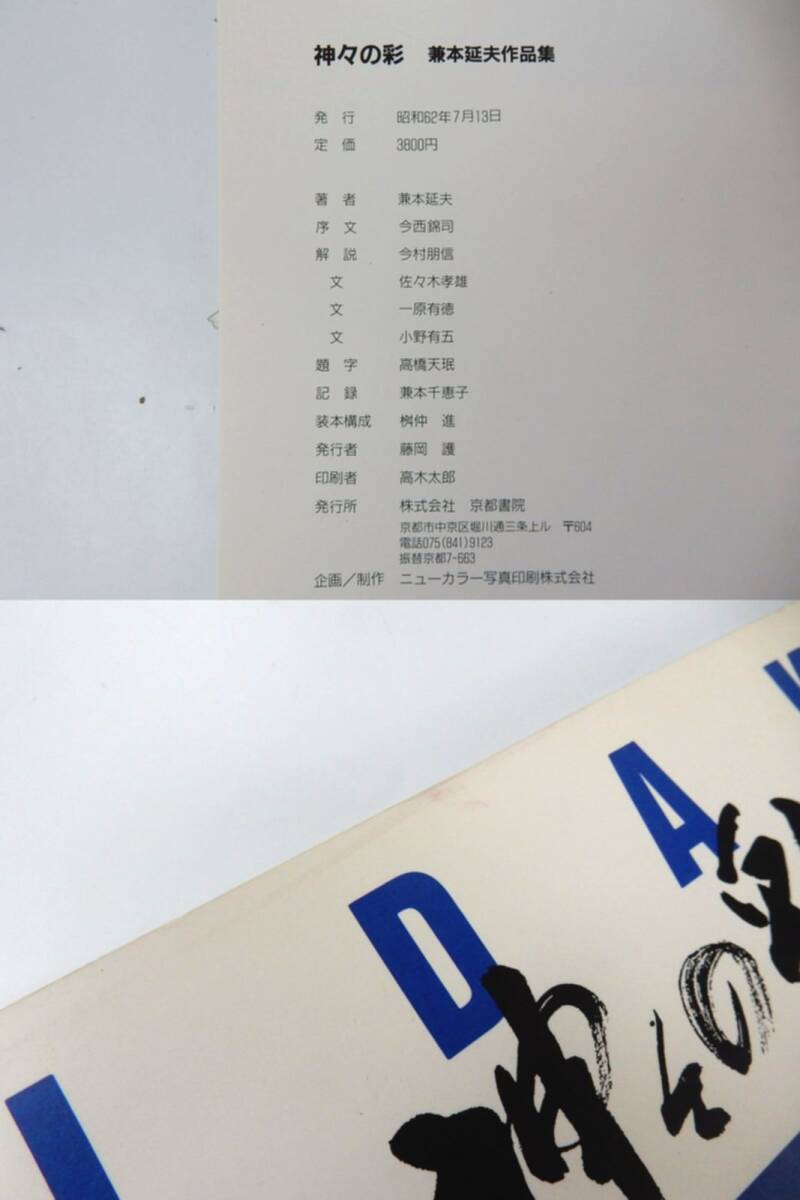 神々の彩 兼本延夫作品集
発行 昭和62年7月13日
定価 3800円
著者 兼本延夫
序文 今西錦司
解説 今村朋信
文 佐々木孝雄
文 一原有徳
文 小野有五
題字 高橋天珉
記録 兼本千恵子
装本構成 桝仲 進
発行者 藤岡 護
印刷者 高木太郎
発行所 株式会社 京都書院
京都市中京区堀川通三条上ル 〒604
電話075(841)9123
振替京都7-663
企画/制作 ニューカラー写真印刷株式会社
I D A
神々の